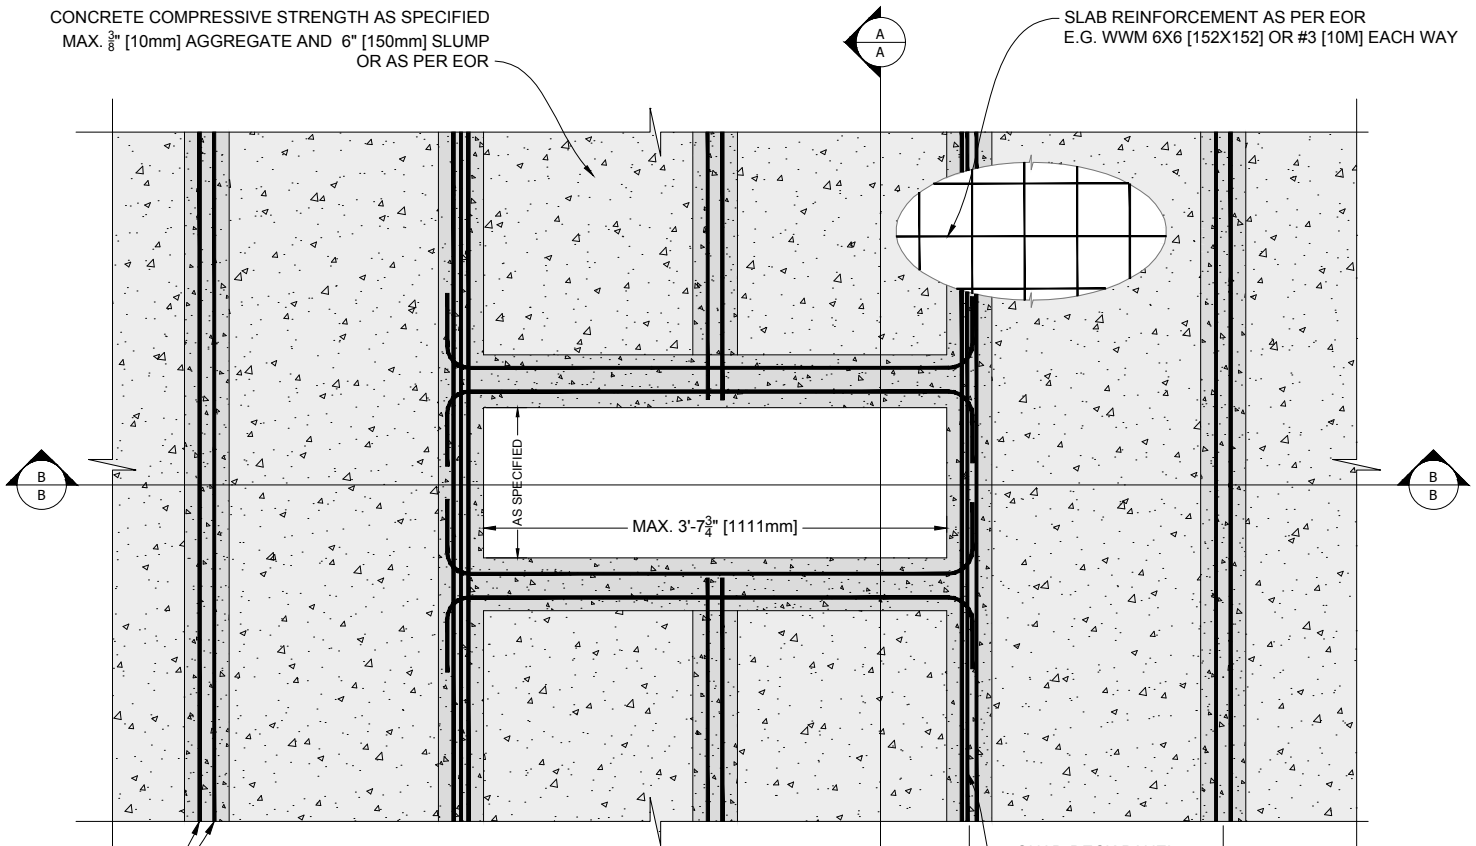 CONCRETE COMPRESSIVE STRENGTH AS SPECIFIED
MAX. 3/8" [10mm] AGGREGATE AND 6" [150mm] SLUMP
OR AS PER EOR
A
A
SLAB REINFORCEMENT AS PER EOR
E.G. WWM 6X6 [152X152] OR #3 [10M] EACH WAY
B
B
AS SPECIFIED
MAX. 3'-7 3/4" [1111mm]
B
B